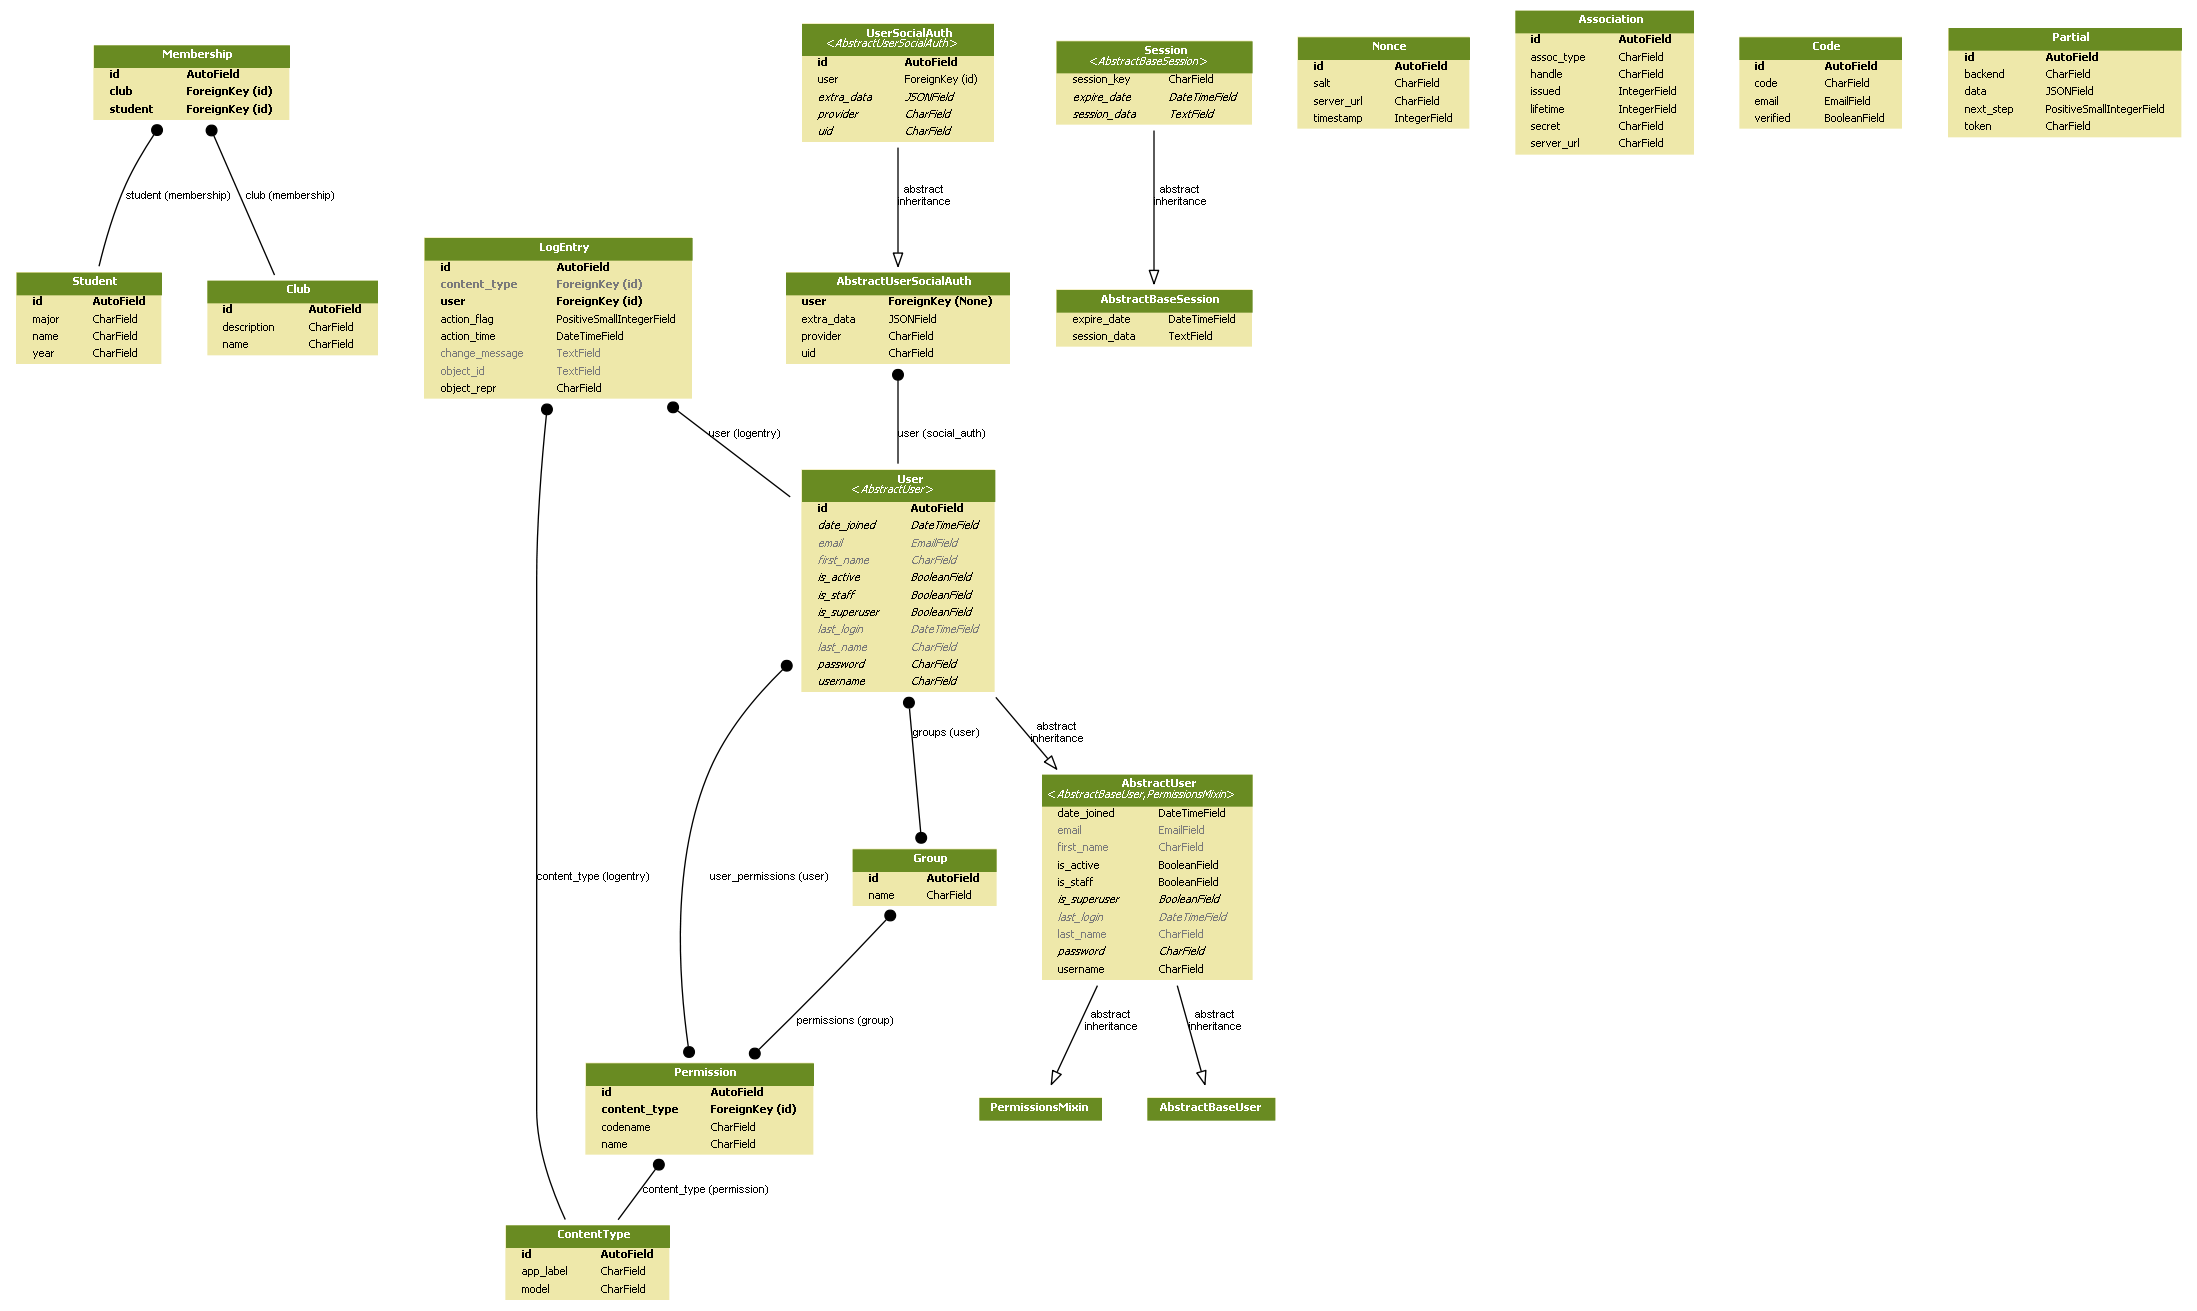 Membership
id AutoField
club ForeignKey (id)
student ForeignKey (id)
student (membership)
club (membership)
Student
id AutoField
major CharField
name CharField
year CharField
Club
id AutoField
description CharField
name CharField
LogEntry
id AutoField
content_type ForeignKey (id)
user ForeignKey (id)
action_flag PositiveSmallIntegerField
action_time DateTimeField
change_message TextField
object_id TextField
object_repr CharField
UserSocialAuth
<AbstractUserSocialAuth>
id AutoField
user ForeignKey (id)
extra_data JSONField
provider CharField
uid CharField
abstract
inheritance
AbstractUserSocialAuth
user ForeignKey (None)
extra_data JSONField
provider CharField
uid CharField
Session
<AbstractBaseSession>
session_key CharField
expire_date DateTimeField
session_data TextField
abstract
inheritance
AbstractBaseSession
expire_date DateTimeField
session_data TextField
Nonce
id AutoField
salt CharField
server_url CharField
timestamp IntegerField
Association
id AutoField
assoc_type CharField
handle CharField
issued IntegerField
lifetime IntegerField
secret CharField
server_url CharField
Code
id AutoField
code CharField
email EmailField
verified BooleanField
Partial
id AutoField
backend CharField
data JSONField
next_step PositiveSmallIntegerField
token CharField
user (logentry)
user (social_auth)
User
<AbstractUser>
id AutoField
date_joined DateTimeField
email EmailField
first_name CharField
is_active BooleanField
is_staff BooleanField
is_superuser BooleanField
last_login DateTimeField
last_name CharField
password CharField
username CharField
groups (user)
abstract
inheritance
AbstractUser
<AbstractBaseUser,PermissionsMixin>
date_joined DateTimeField
email EmailField
first_name CharField
is_active BooleanField
is_staff BooleanField
is_superuser BooleanField
last_login DateTimeField
last_name CharField
password CharField
username CharField
content_type (logentry)
user_permissions (user)
Group
id AutoField
name CharField
permissions (group)
abstract
inheritance
abstract
inheritance
Permission
id AutoField
content_type ForeignKey (id)
codename CharField
name CharField
PermissionsMixin
AbstractBaseUser
content_type (permission)
ContentType
id AutoField
app_label CharField
model CharField